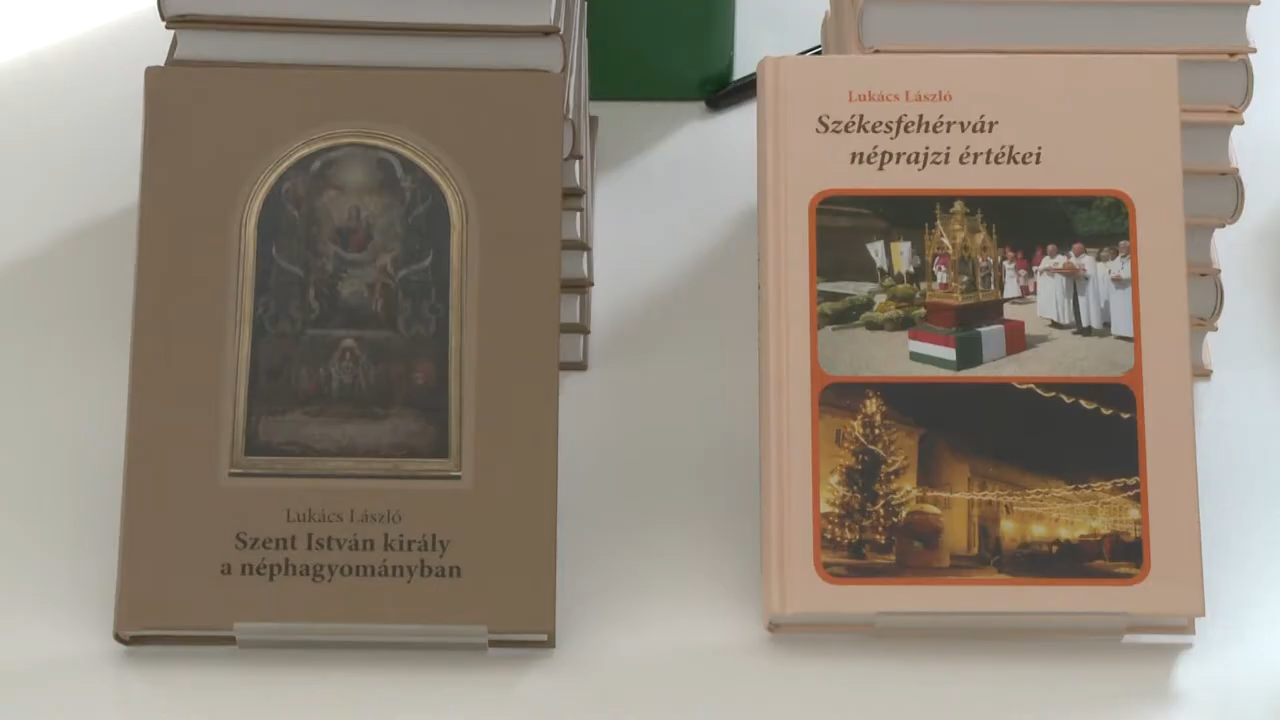 Lukács László
Szent István király
a néphagyományban
Lukács László
Székesfehérvár
néprajzi értékei